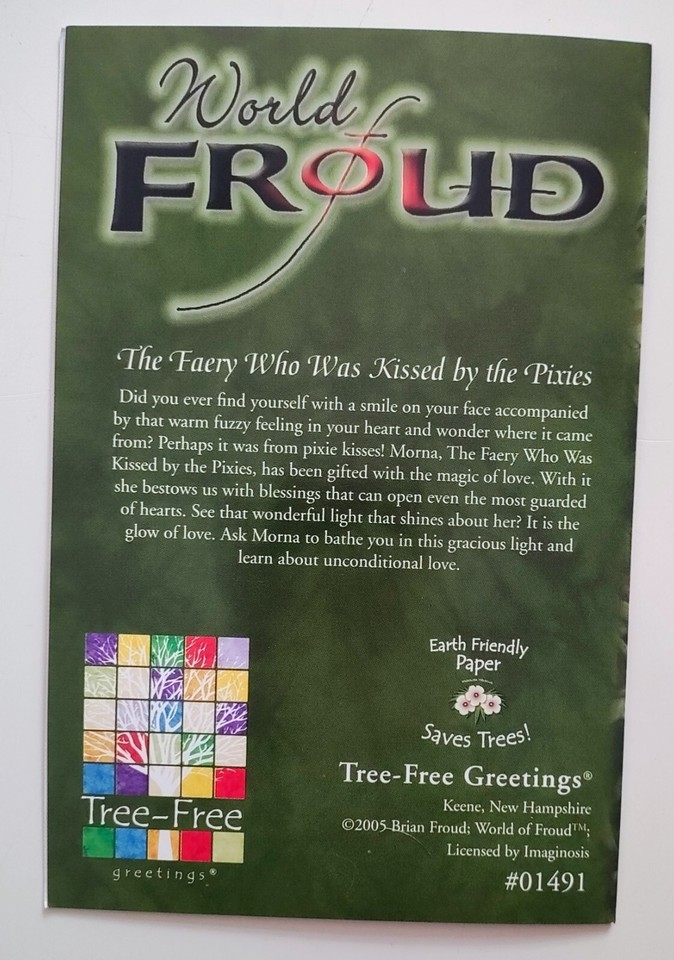 World of
FROUD
The Faery Who Was Kissed by the Pixies
Did you ever find yourself with a smile on your face accompanied
by that warm fuzzy feeling in your heart and wonder where it came
from? Perhaps it was from pixie kisses! Morna, The Faery Who Was
Kissed by the Pixies, has been gifted with the magic of love. With it
she bestows us with blessings that can open even the most guarded
of hearts. See that wonderful light that shines about her? It is the
glow of love. Ask Morna to bathe you in this gracious light and
learn about unconditional love.
Tree-Free
greetings®
Earth Friendly
Paper
Saves Trees!
Tree-Free Greetings®
Keene, New Hampshire
©2005 Brian Froud; World of Froud™;
Licensed by Imaginosis
#01491